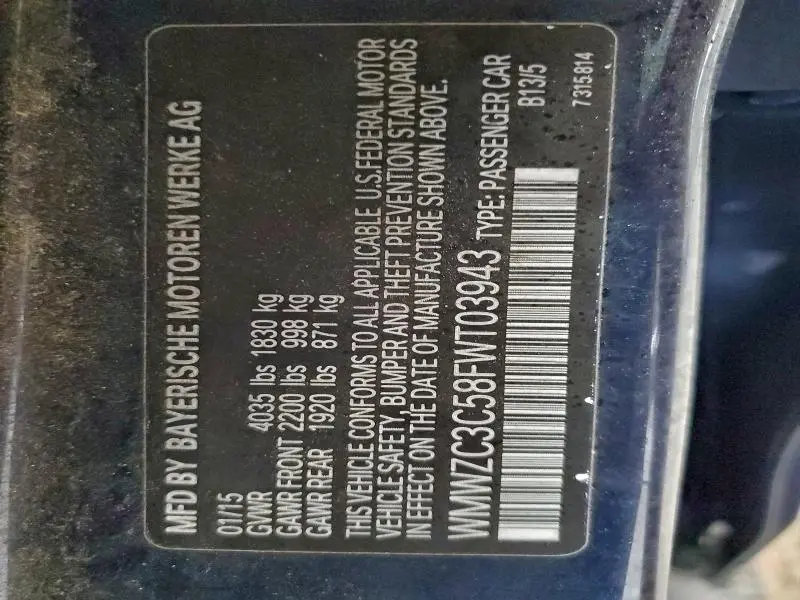 MFD BY BAYERISCHE MOTOREN WERKE AG
01/15
GVWR 4035 lbs 1830 kg
GAWR FRONT 2200 lbs 998 kg
GAWR REAR 1920 lbs 871 kg
THIS VEHICLE CONFORMS TO ALL APPLICABLE U.S. FEDERAL MOTOR
VEHICLE SAFETY, BUMPER AND THEFT PREVENTION STANDARDS
IN EFFECT ON THE DATE OF MANUFACTURE SHOWN ABOVE.
WMWZC3C58FWT03943 TYPE: PASSENGER CAR
B13/5
7315814